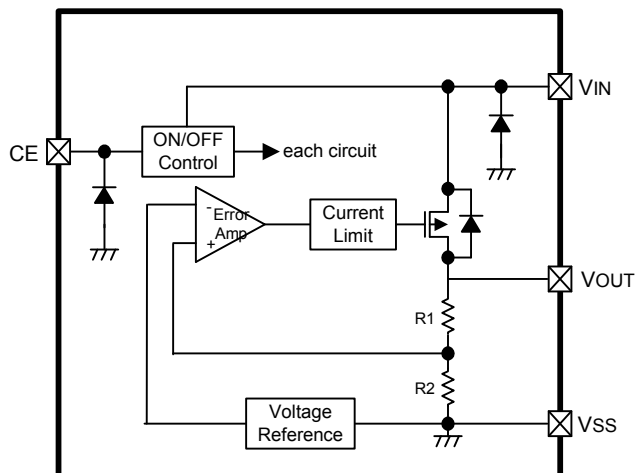 VIN
CE
ON/OFF
Control
each circuit
-
Error
Amp
+
Current
Limit
VOUT
R1
R2
Voltage
Reference
VSS